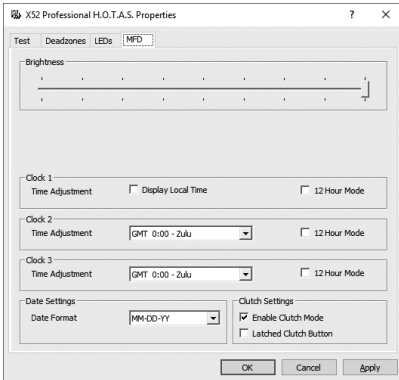 X52 Professional H.O.T.A.S. Properties ? X
Test Deadzones LEDs MFD
Brightness
Clock 1
Time Adjustment Display Local Time 12 Hour Mode
Clock 2
Time Adjustment GMT 0:00 - Zulu 12 Hour Mode
Clock 3
Time Adjustment GMT 0:00 - Zulu 12 Hour Mode
Date Settings Clutch Settings
Date Format MM-DD-YY Enable Clutch Mode
Latched Clutch Button
OK Cancel Apply